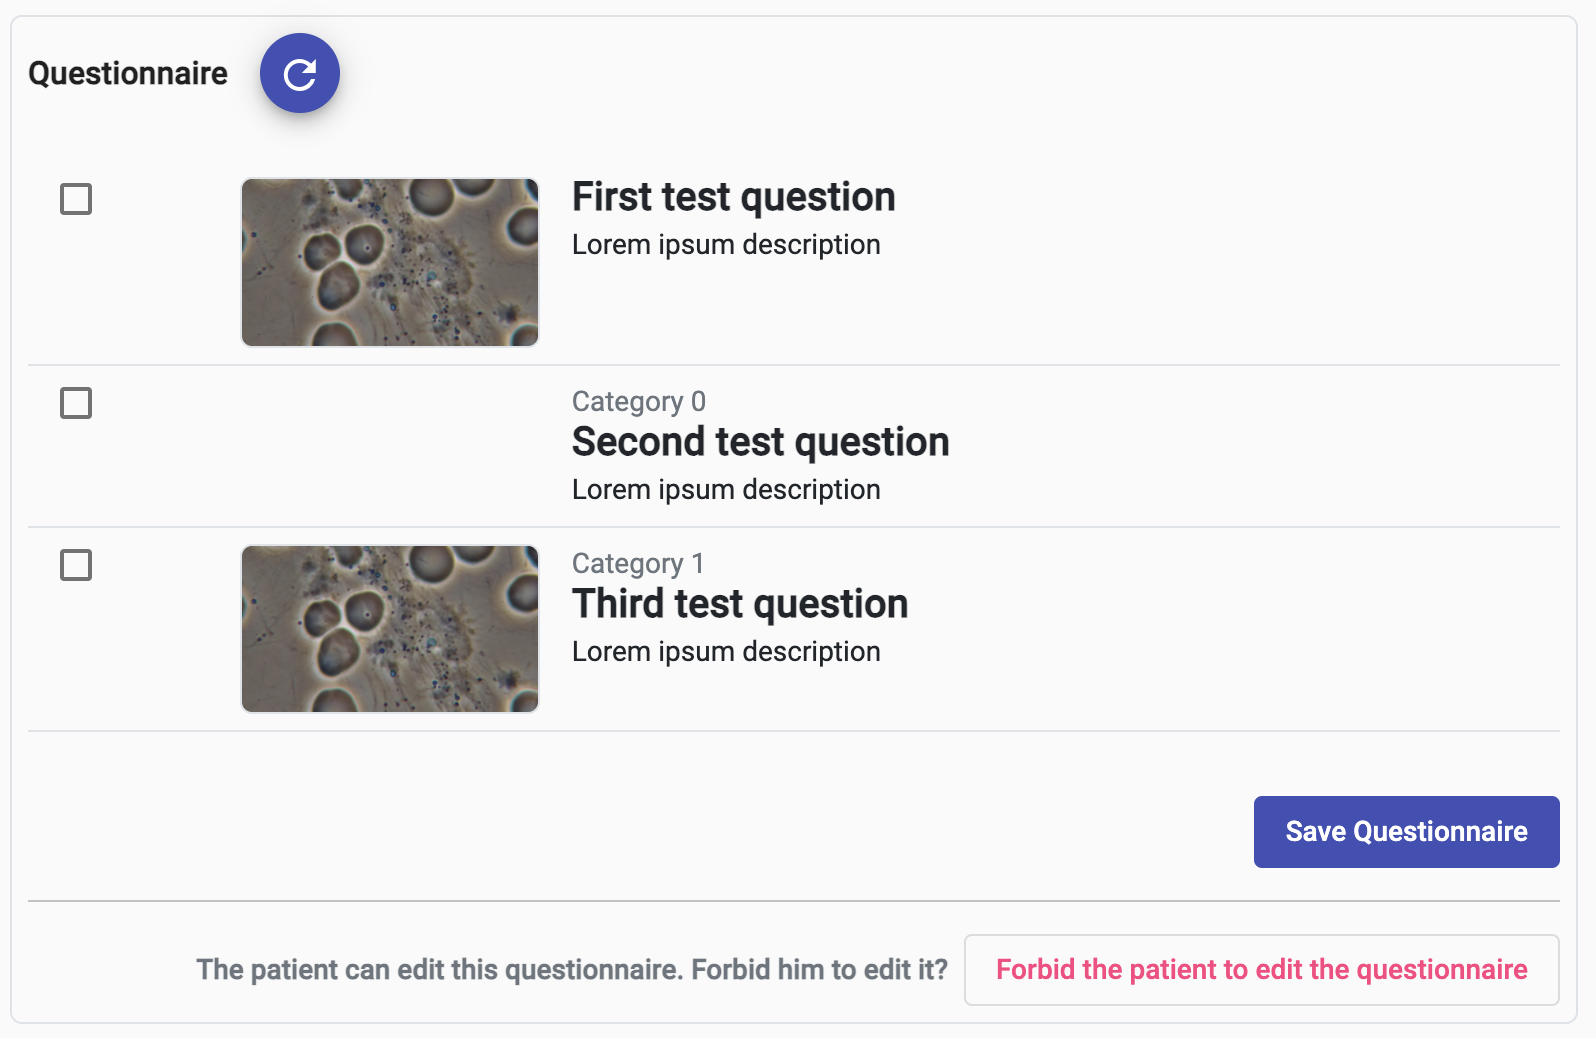 Questionnaire
First test question
Lorem ipsum description
Category 0
Second test question
Lorem ipsum description
Category 1
Third test question
Lorem ipsum description
Save Questionnaire
The patient can edit this questionnaire. Forbid him to edit it?
Forbid the patient to edit the questionnaire